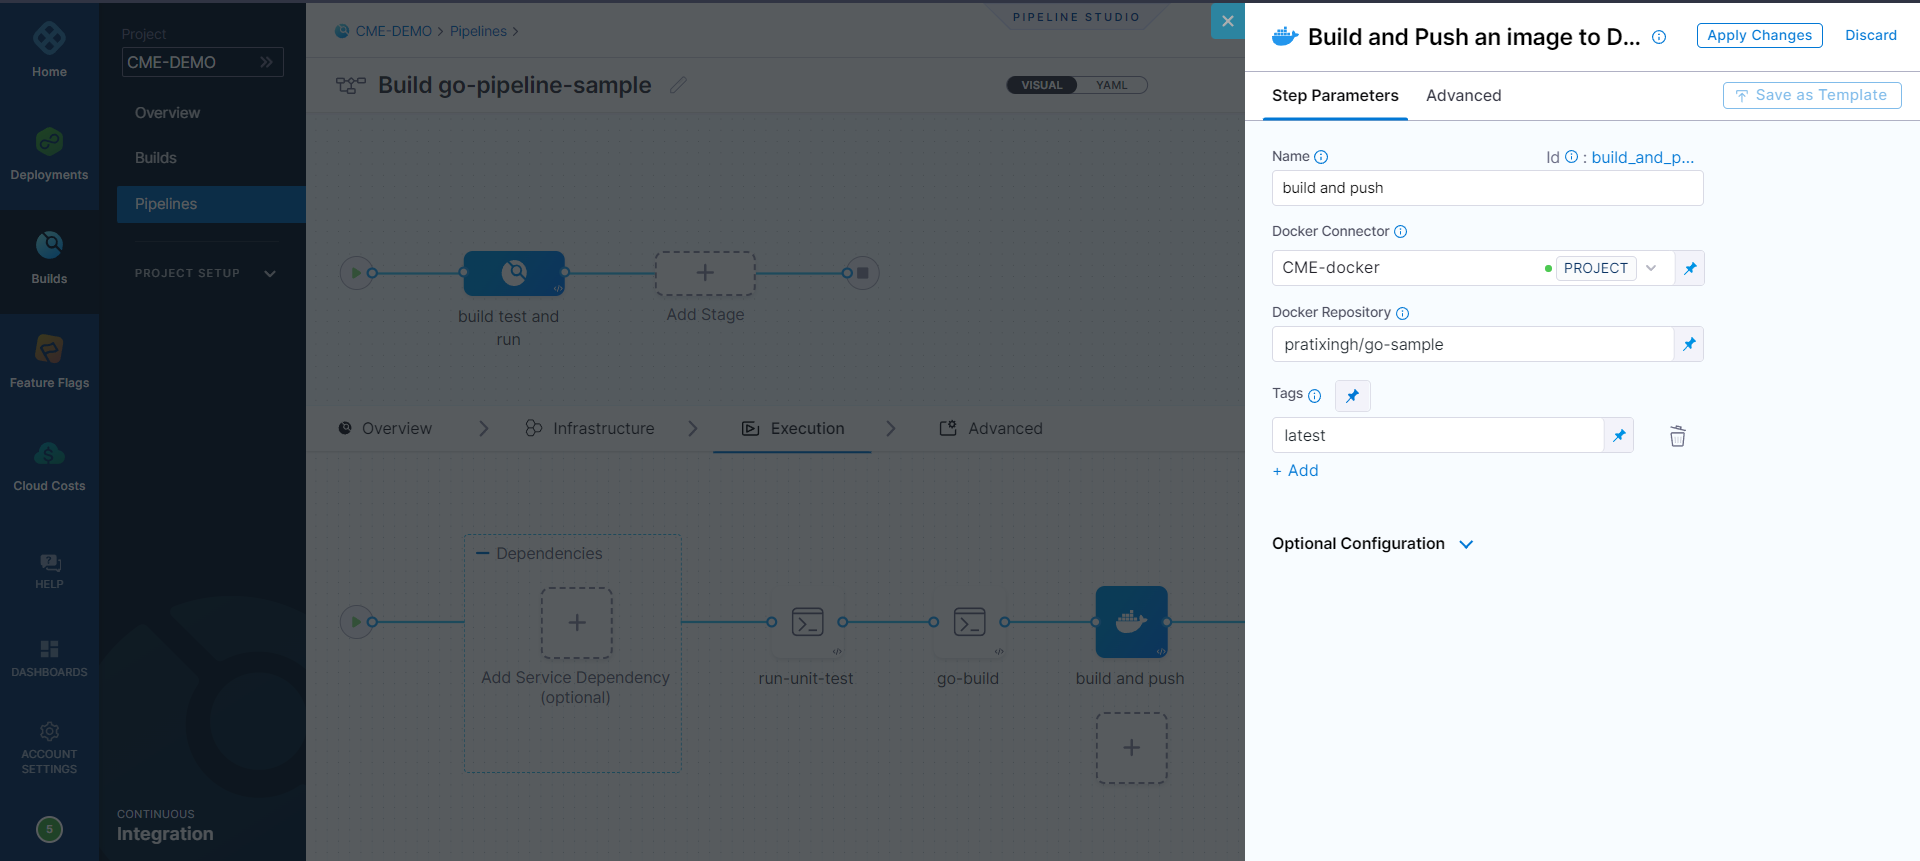 Home
Deployments
Builds
Feature Flags
Cloud Costs
HELP
DASHBOARDS
ACCOUNT
SETTINGS
5
Project
CME-DEMO
Overview
Builds
Pipelines
PROJECT SETUP
CONTINUOUS
Integration
CME-DEMO > Pipelines >
PIPELINE STUDIO
Build go-pipeline-sample
VISUAL
YAML
build test and
run
Add Stage
Overview
Infrastructure
Execution
Advanced
Dependencies
Add Service Dependency
(optional)
run-unit-test
go-build
build and push
Build and Push an image to D...
Apply Changes
Discard
Step Parameters
Advanced
Save as Template
Name
Id : build_and_p...
build and push
Docker Connector
CME-docker
PROJECT
Docker Repository
pratixingh/go-sample
Tags
latest
+ Add
Optional Configuration